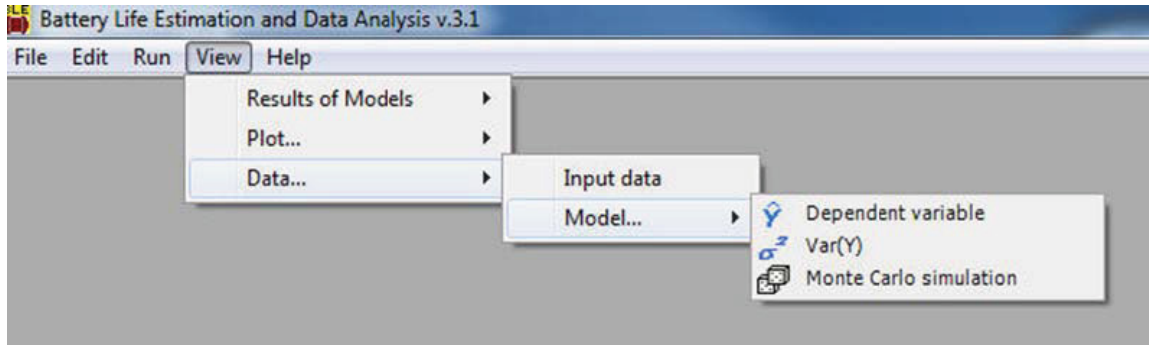 Battery Life Estimation and Data Analysis v.3.1
File Edit Run View Help
Results of Models
Plot...
Data...
Input data
Model...
Ŷ Dependent variable
σ² Var(Y)
Monte Carlo simulation